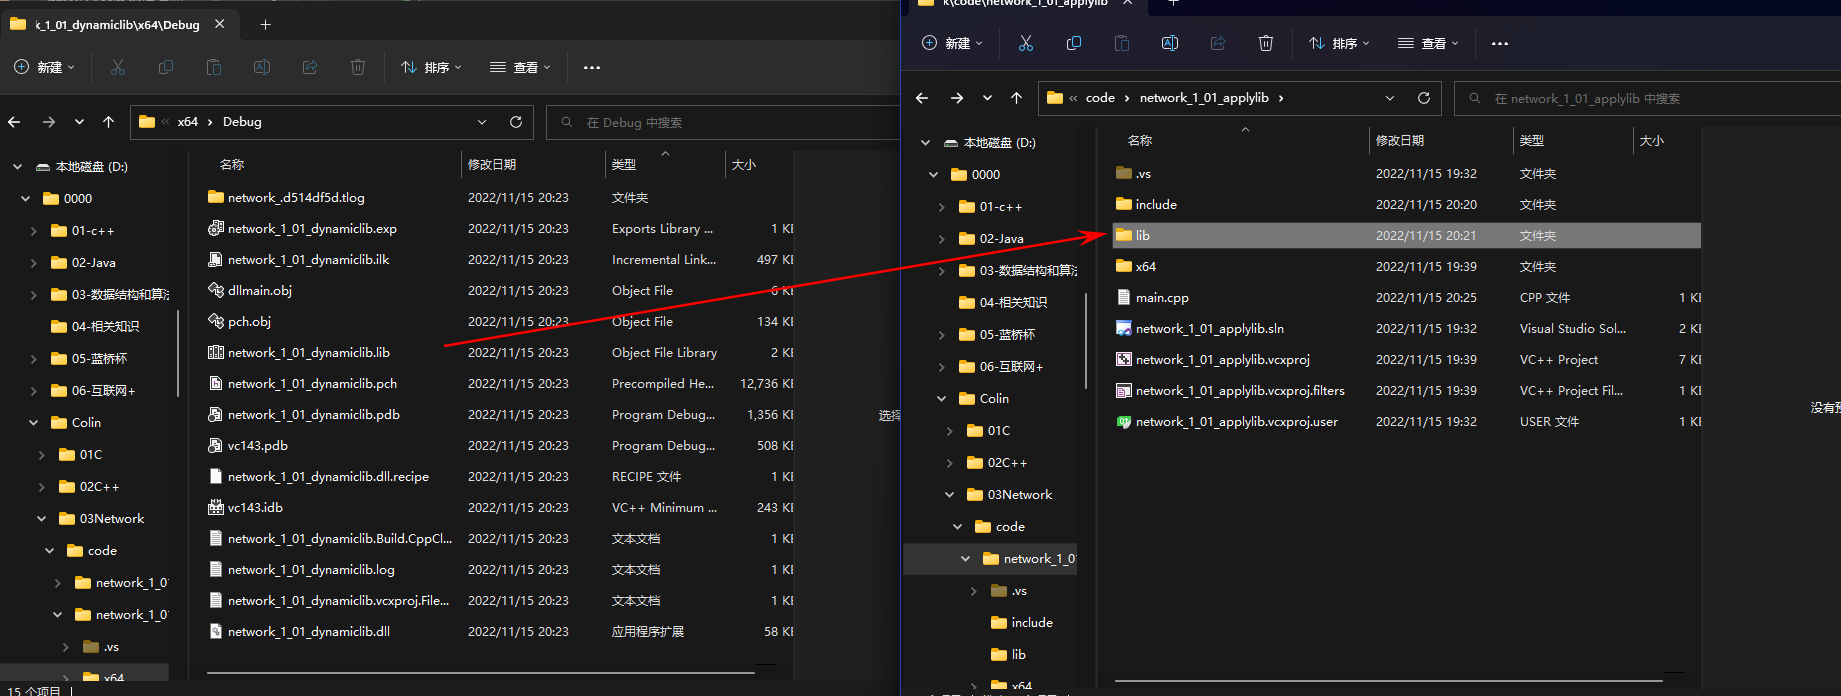 k_1_01_dynamiclib\x64\Debug
新建
排序
查看
x64 › Debug
在 Debug 中搜索
本地磁盘 (D:)
0000
01-c++
02-Java
03-数据结构和算法
04-相关知识
05-蓝桥杯
06-互联网+
Colin
01C
02C++
03Network
code
network_1_0
network_1_0
.vs
x64
15 个项目
名称 修改日期 类型 大小
network_.d514df5d.tlog 2022/11/15 20:23 文件夹
network_1_01_dynamiclib.exp 2022/11/15 20:23 Exports Library ... 1 KB
network_1_01_dynamiclib.ilk 2022/11/15 20:23 Incremental Link... 497 KB
dllmain.obj 2022/11/15 20:23 Object File 6 KB
pch.obj 2022/11/15 20:23 Object File 134 KB
network_1_01_dynamiclib.lib 2022/11/15 20:23 Object File Library 2 KB
network_1_01_dynamiclib.pch 2022/11/15 20:23 Precompiled He... 12,736 KB
network_1_01_dynamiclib.pdb 2022/11/15 20:23 Program Debug... 1,356 KB
vc143.pdb 2022/11/15 20:23 Program Debug... 508 KB
network_1_01_dynamiclib.dll.recipe 2022/11/15 20:23 RECIPE 文件 1 KB
vc143.idb 2022/11/15 20:23 VC++ Minimum ... 243 KB
network_1_01_dynamiclib.Build.CppCl... 2022/11/15 20:23 文本文档 1 KB
network_1_01_dynamiclib.log 2022/11/15 20:23 文本文档 1 KB
network_1_01_dynamiclib.vcxproj.File... 2022/11/15 20:23 文本文档 1 KB
network_1_01_dynamiclib.dll 2022/11/15 20:23 应用程序扩展 58 KB
选择
k\code\network_1_01_applylib
新建
排序
查看
code › network_1_01_applylib ›
在 network_1_01_applylib 中搜索
本地磁盘 (D:)
0000
01-c++
02-Java
03-数据结构和算法
04-相关知识
05-蓝桥杯
06-互联网+
Colin
01C
02C++
03Network
code
network_1_0
.vs
include
lib
x64
名称 修改日期 类型 大小
.vs 2022/11/15 19:32 文件夹
include 2022/11/15 20:20 文件夹
lib 2022/11/15 20:21 文件夹
x64 2022/11/15 19:39 文件夹
main.cpp 2022/11/15 20:25 CPP 文件 1 KB
network_1_01_applylib.sln 2022/11/15 19:32 Visual Studio Sol... 2 KB
network_1_01_applylib.vcxproj 2022/11/15 19:39 VC++ Project 7 KB
network_1_01_applylib.vcxproj.filters 2022/11/15 19:39 VC++ Project Fil... 1 KB
network_1_01_applylib.vcxproj.user 2022/11/15 19:32 USER 文件 1 KB
没有预